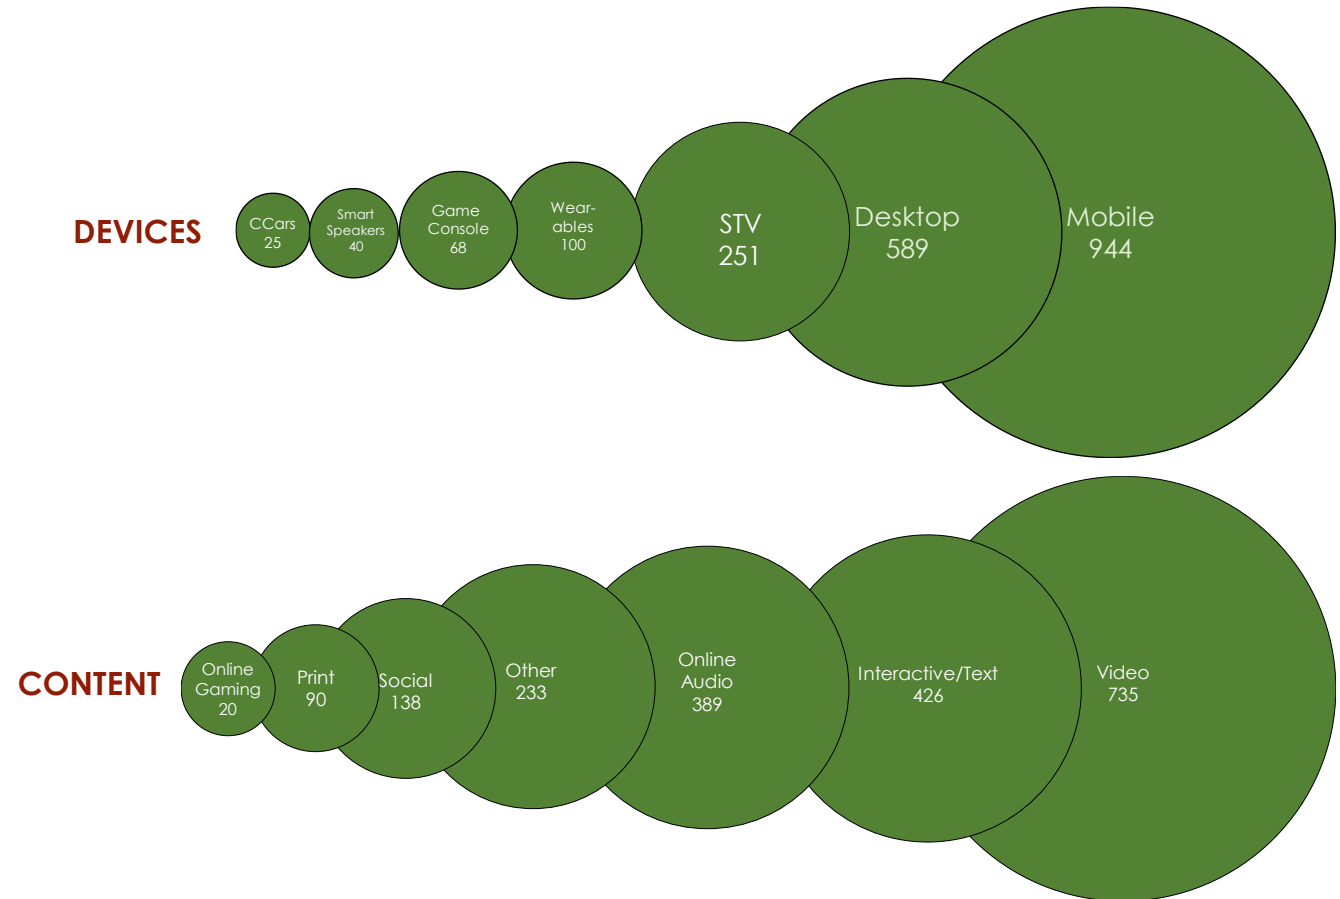 DEVICES
CCars
25
Smart
Speakers
40
Game
Console
68
Wear-
ables
100
STV
251
Desktop
589
Mobile
944
CONTENT
Online
Gaming
20
Print
90
Social
138
Other
233
Online
Audio
389
Interactive/Text
426
Video
735